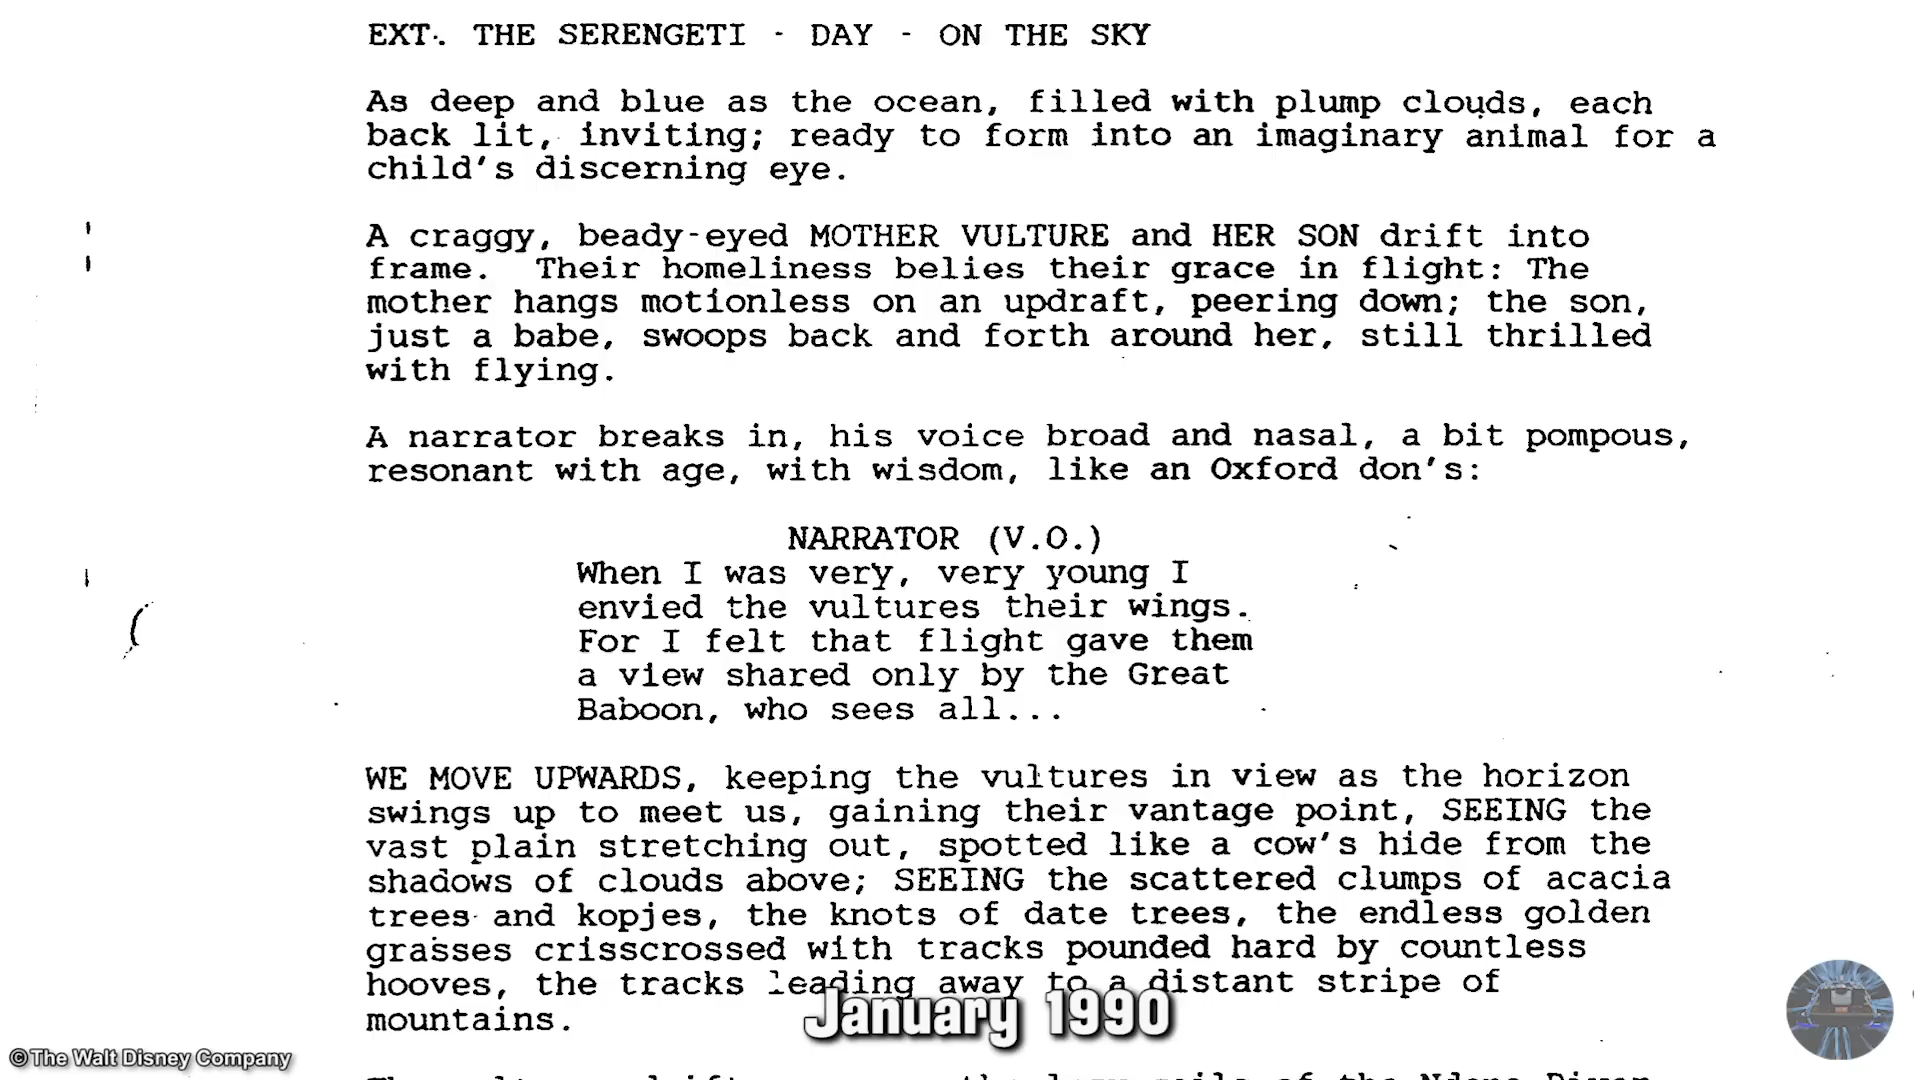 EXT. THE SERENGETI - DAY - ON THE SKY
As deep and blue as the ocean, filled with plump clouds, each
back lit, inviting; ready to form into an imaginary animal for a
child's discerning eye.
A craggy, beady-eyed MOTHER VULTURE and HER SON drift into
frame. Their homeliness belies their grace in flight: The
mother hangs motionless on an updraft, peering down; the son,
just a babe, swoops back and forth around her, still thrilled
with flying.
A narrator breaks in, his voice broad and nasal, a bit pompous,
resonant with age, with wisdom, like an Oxford don's:
NARRATOR (V.O.)
When I was very, very young I
envied the vultures their wings.
For I felt that flight gave them
a view shared only by the Great
Baboon, who sees all...
WE MOVE UPWARDS, keeping the vultures in view as the horizon
swings up to meet us, gaining their vantage point, SEEING the
vast plain stretching out, spotted like a cow's hide from the
shadows of clouds above; SEEING the scattered clumps of acacia
trees and kopjes, the knots of date trees, the endless golden
grasses crisscrossed with tracks pounded hard by countless
hooves, the tracks leading away to a distant stripe of
mountains.
January 1990
©The Walt Disney Company